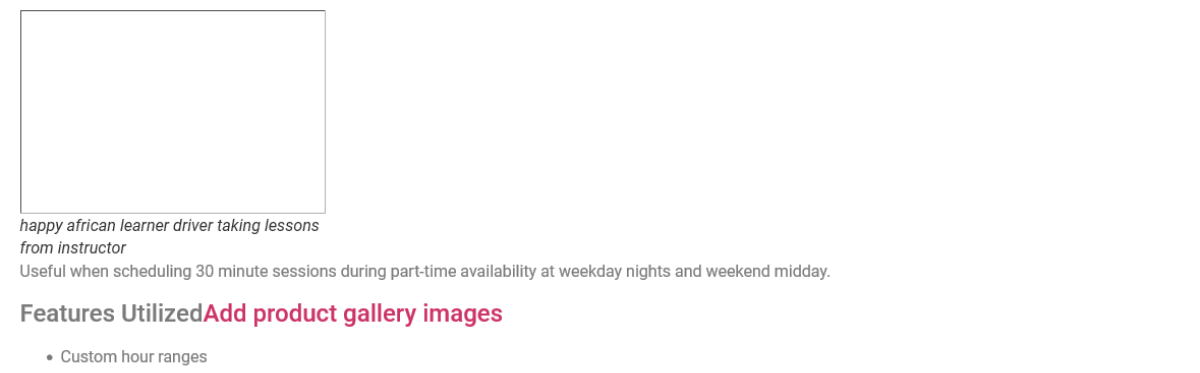 happy african learner driver taking lessons
from instructor
Useful when scheduling 30 minute sessions during part-time availability at weekday nights and weekend midday.
Features UtilizedAdd product gallery images
• Custom hour ranges